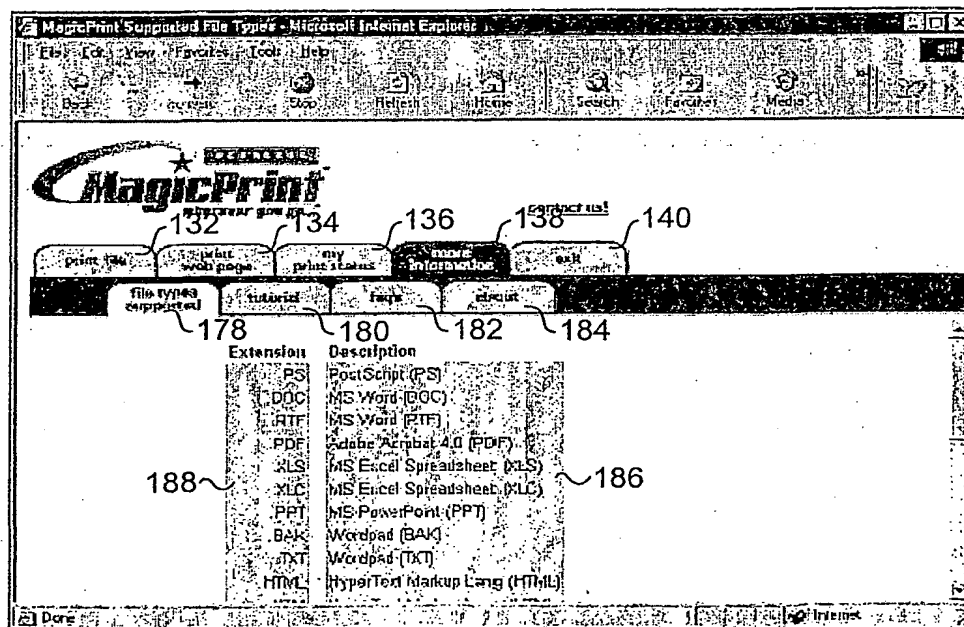 MagicPrint Supported File Types - Microsoft Internet Explorer
File Edit View Favorites Tools Help
Back Stop Refresh Home Search Favorites Media
MagicPrint
wherever you go...
contact us!
132 134 136 138 140
print file print web page my print status more information exit
file types supported tutorial faqs about
178 180 182 184
Extension Description
PS PostScript (PS)
DOC MS Word (DOC)
RTF MS Word (RTF)
PDF Adobe Acrobat 4.0 (PDF)
XLS MS Excel Spreadsheet (XLS)
188 186
XLC MS Excel Spreadsheet (XLC)
PPT MS PowerPoint (PPT)
BAK Wordpad (BAK)
TXT Wordpad (TXT)
HTML HyperText Markup Lang (HTML)
Done Internet